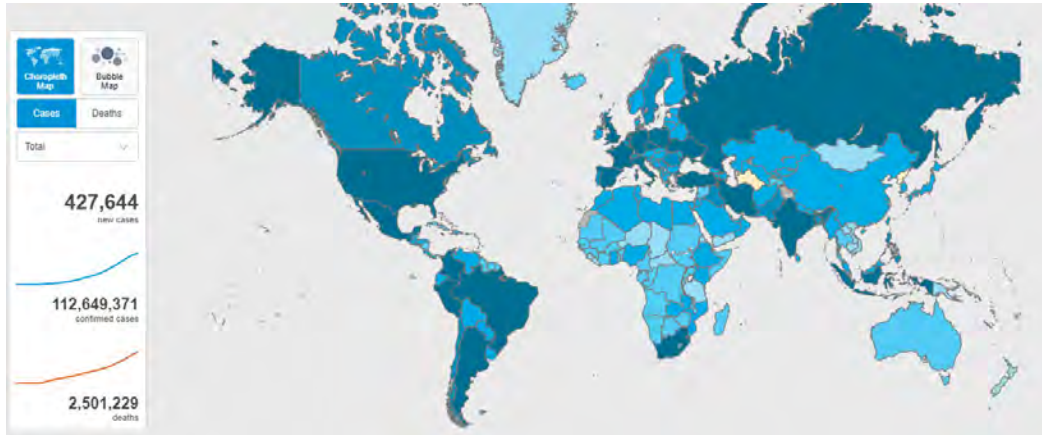 Choropleth
Map
Bubble
Map
Cases
Deaths
Total
427,644
new cases
112,649,371
confirmed cases
2,501,229
deaths